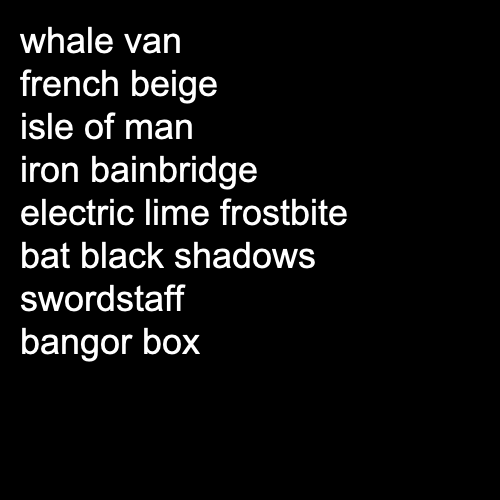 whale van
french beige
isle of man
iron bainbridge
electric lime frostbite
bat black shadows
swordstaff
bangor box